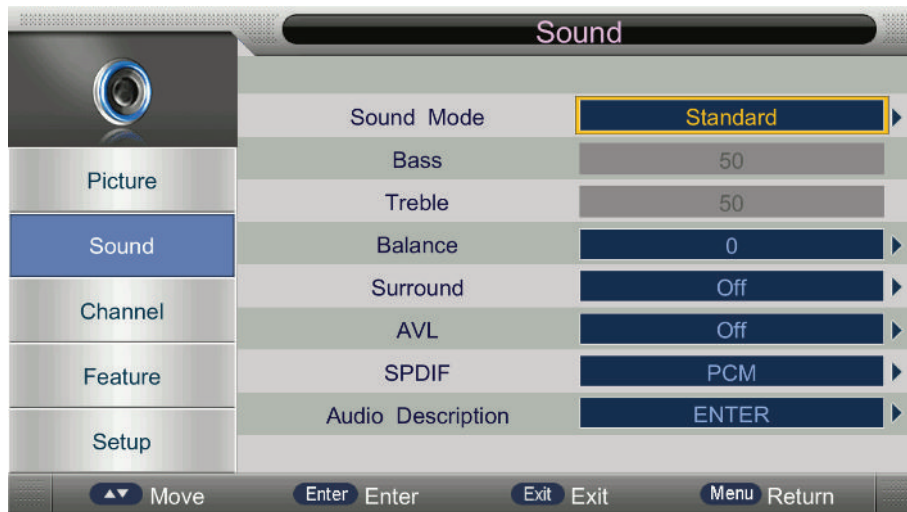 Sound
Picture
Sound
Channel
Feature
Setup
Sound Mode Standard
Bass 50
Treble 50
Balance 0
Surround Off
AVL Off
SPDIF PCM
Audio Description ENTER
Move Enter Enter Exit Exit Menu Return